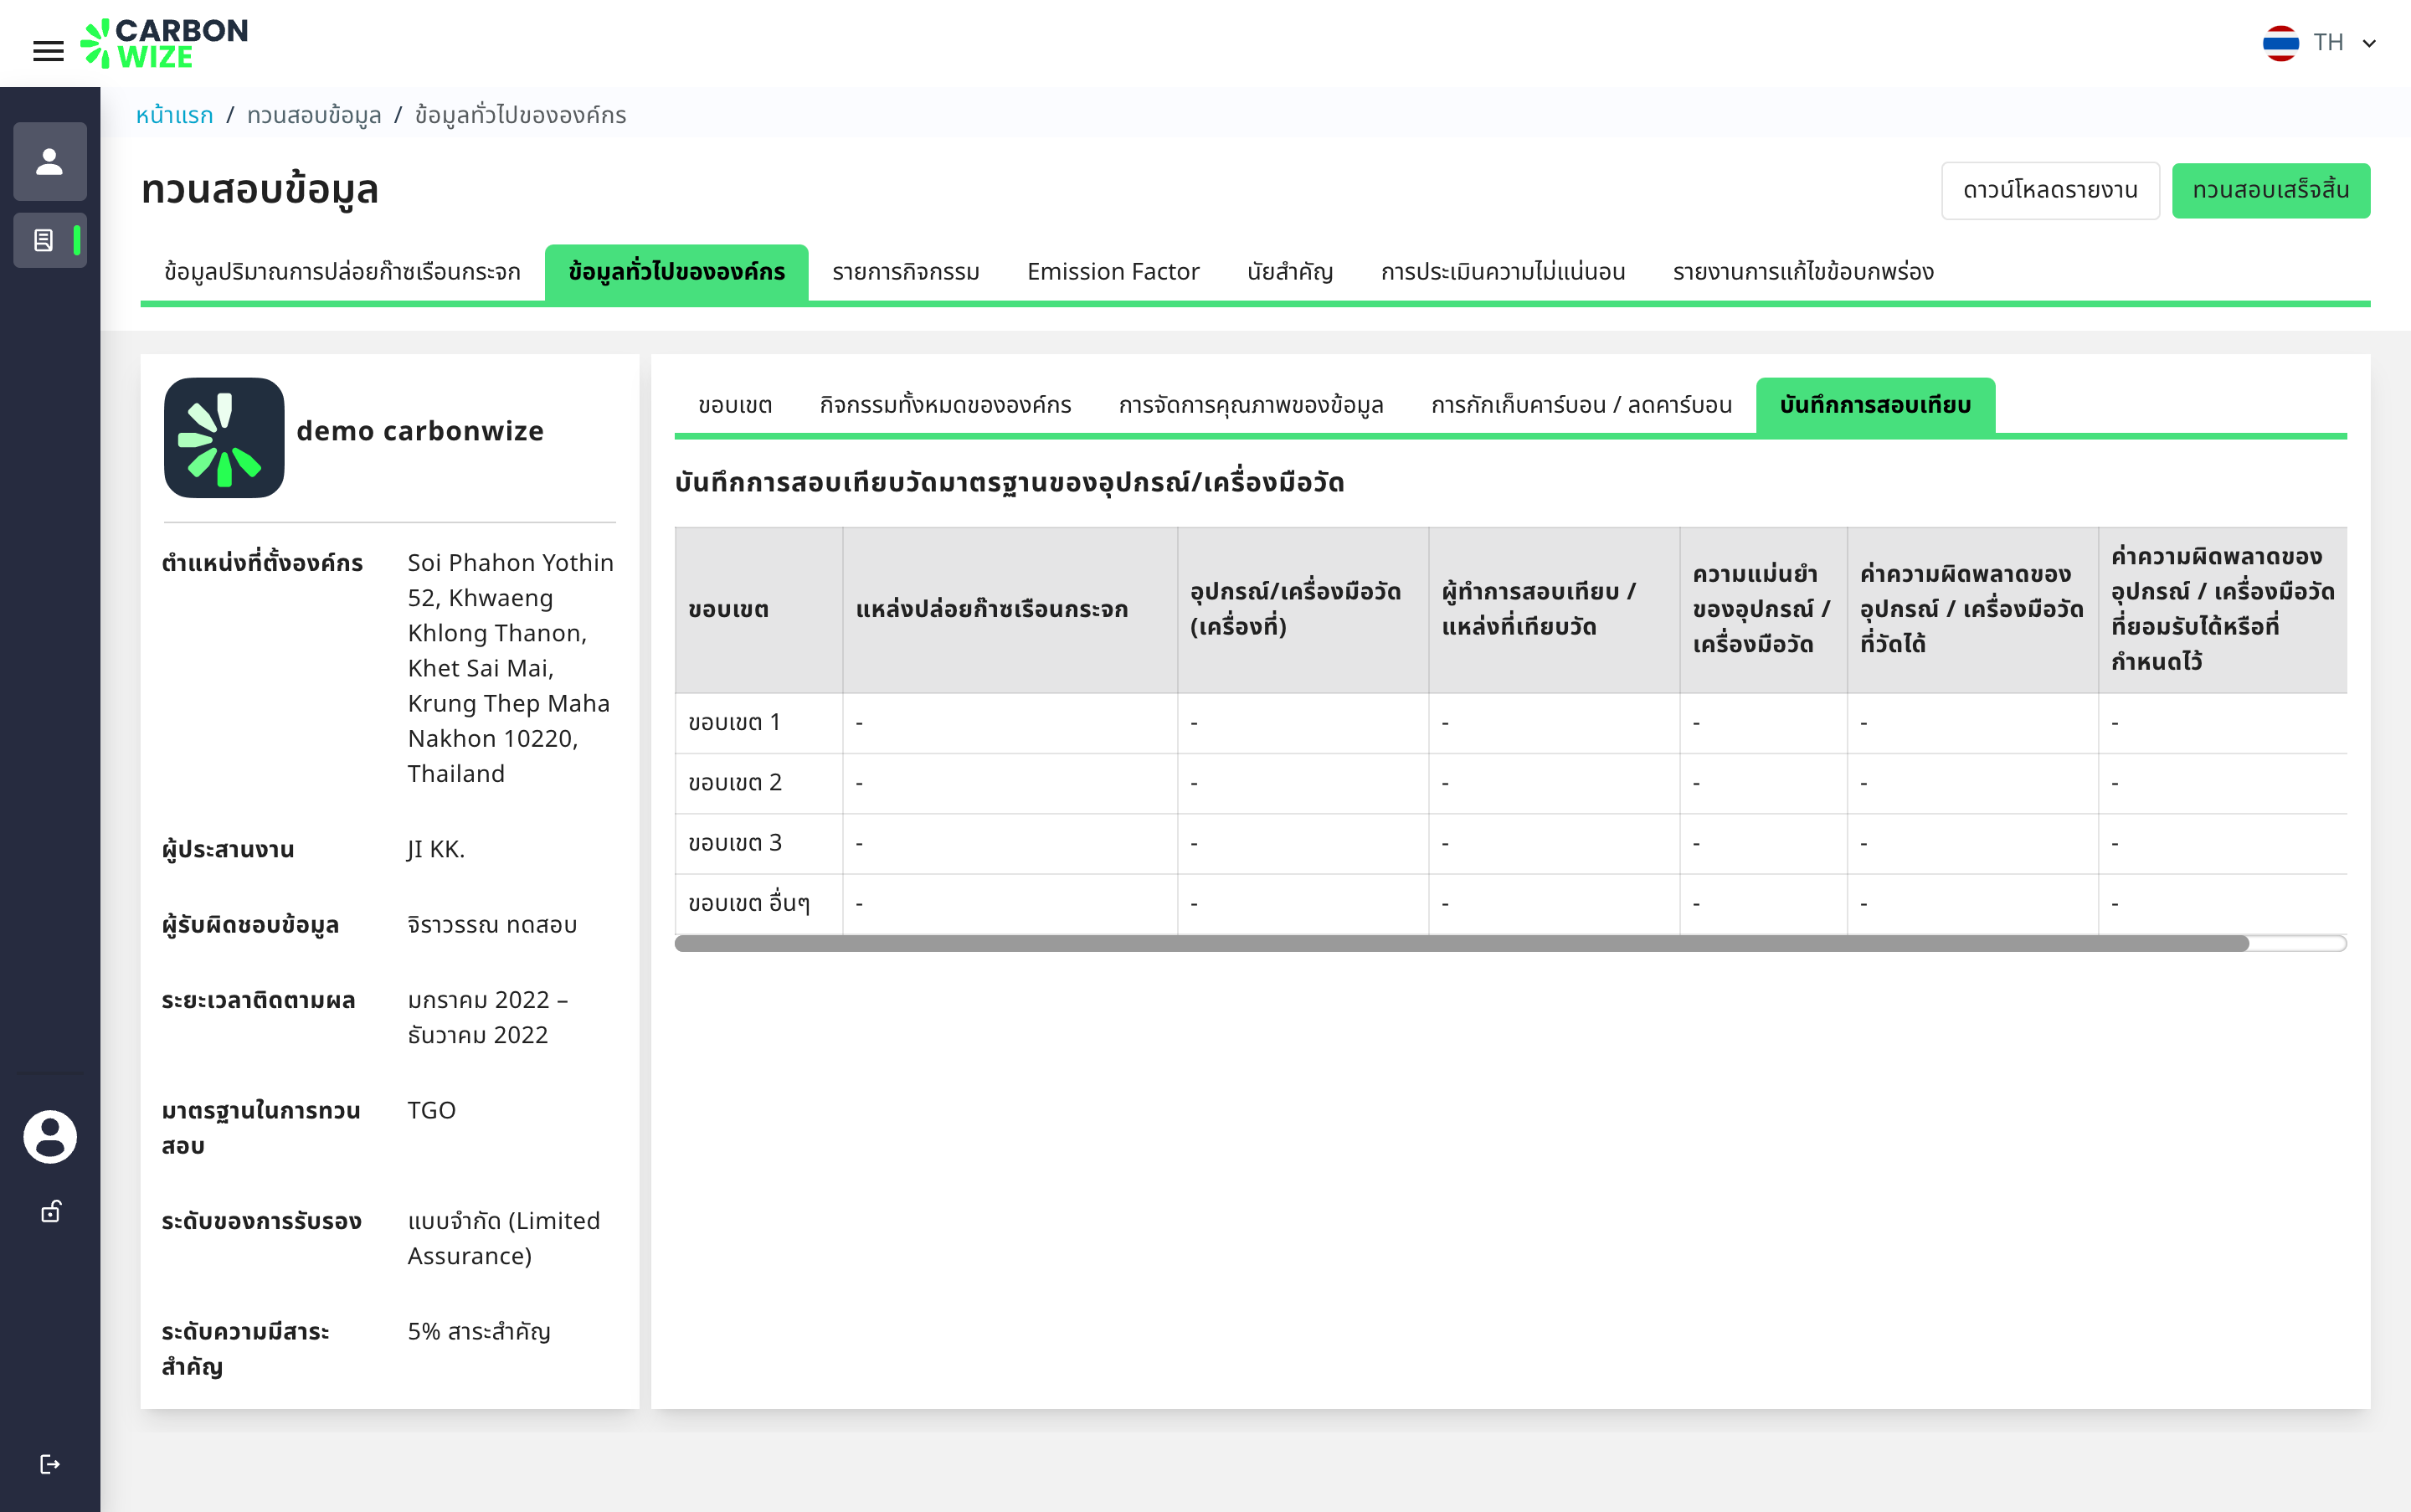 CARBON
WIZE
TH
หน้าแรก / ทวนสอบข้อมูล / ข้อมูลทั่วไปขององค์กร
ทวนสอบข้อมูล
ดาวน์โหลดรายงาน
ทวนสอบเสร็จสิ้น
ข้อมูลปริมาณการปล่อยก๊าซเรือนกระจก
ข้อมูลทั่วไปขององค์กร
รายการกิจกรรม
Emission Factor
นัยสำคัญ
การประเมินความไม่แน่นอน
รายงานการแก้ไขข้อบกพร่อง
demo carbonwize
ตำแหน่งที่ตั้งองค์กร
Soi Phahon Yothin
52, Khwaeng
Khlong Thanon,
Khet Sai Mai,
Krung Thep Maha
Nakhon 10220,
Thailand
ผู้ประสานงาน
JI KK.
ผู้รับผิดชอบข้อมูล
จิราวรรณ ทดสอบ
ระยะเวลาติดตามผล
มกราคม 2022 –
ธันวาคม 2022
มาตรฐานในการทวน
สอบ
TGO
ระดับของการรับรอง
แบบจำกัด (Limited
Assurance)
ระดับความมีสาระ
สำคัญ
5% สาระสำคัญ
ขอบเขต
กิจกรรมทั้งหมดขององค์กร
การจัดการคุณภาพของข้อมูล
การกักเก็บคาร์บอน / ลดคาร์บอน
บันทึกการสอบเทียบ
บันทึกการสอบเทียบวัดมาตรฐานของอุปกรณ์/เครื่องมือวัด
ขอบเขต
แหล่งปล่อยก๊าซเรือนกระจก
อุปกรณ์/เครื่องมือวัด
(เครื่องที่)
ผู้ทำการสอบเทียบ /
แหล่งที่เทียบวัด
ความแม่นยำ
ของอุปกรณ์ /
เครื่องมือวัด
ค่าความผิดพลาดของ
อุปกรณ์ / เครื่องมือวัด
ที่วัดได้
ค่าความผิดพลาดของ
อุปกรณ์ / เครื่องมือวัด
ที่ยอมรับได้หรือที่
กำหนดไว้
ขอบเขต 1 - - - - - -
ขอบเขต 2 - - - - - -
ขอบเขต 3 - - - - - -
ขอบเขต อื่นๆ - - - - - -